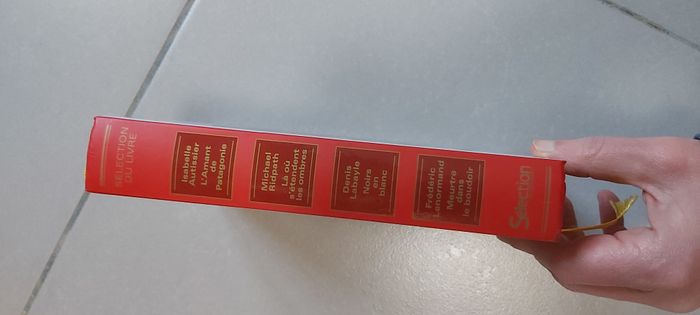 SÉLECTION
DU LIVRE
Isabelle
Autissier
L'Amant
de
Patagonie
Michael
Ridpath
Là où
s'étendent
les ombres
Denis
Labayle
Noirs
en
blanc
Frédéric
Lenormand
Meurtre
dans
le boudoir
Sélection